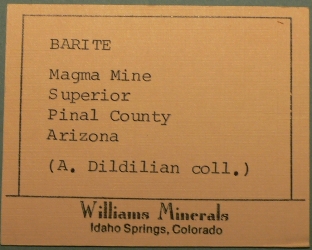 BARITE
Magma Mine
Superior
Pinal County
Arizona
(A. Dildilian coll.)
Williams Minerals
Idaho Springs, Colorado